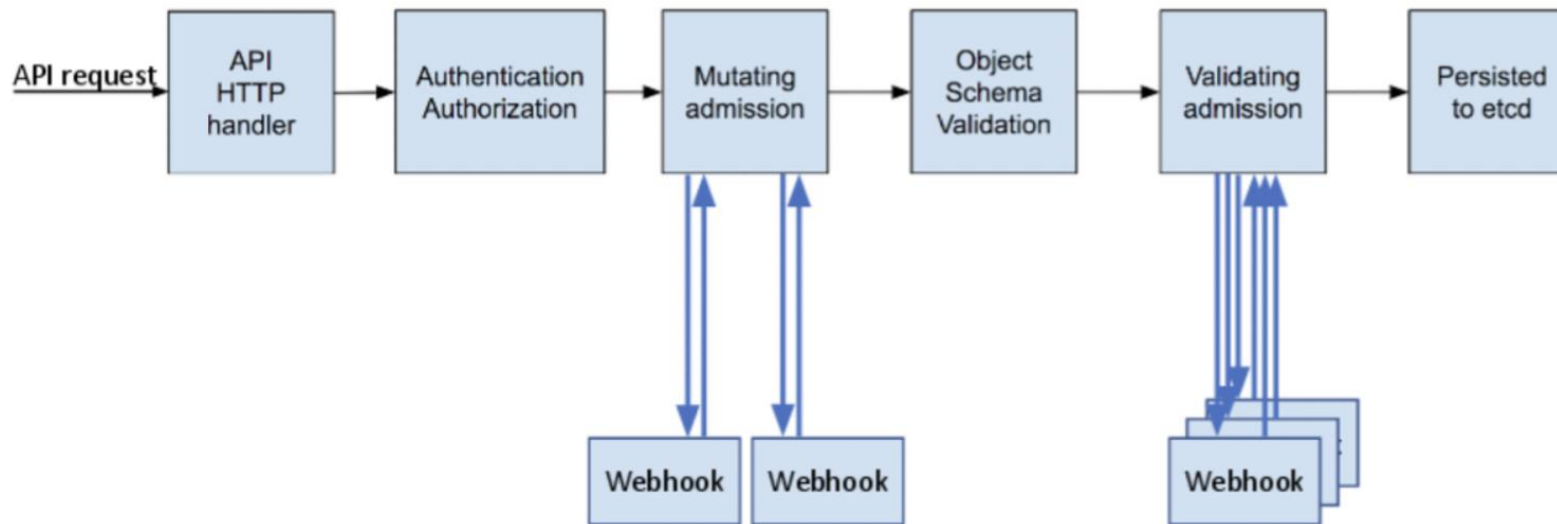 API request
API
HTTP
handler
Authentication
Authorization
Mutating
admission
Object
Schema
Validation
Validating
admission
Persisted
to etcd
Webhook
Webhook
Webhook